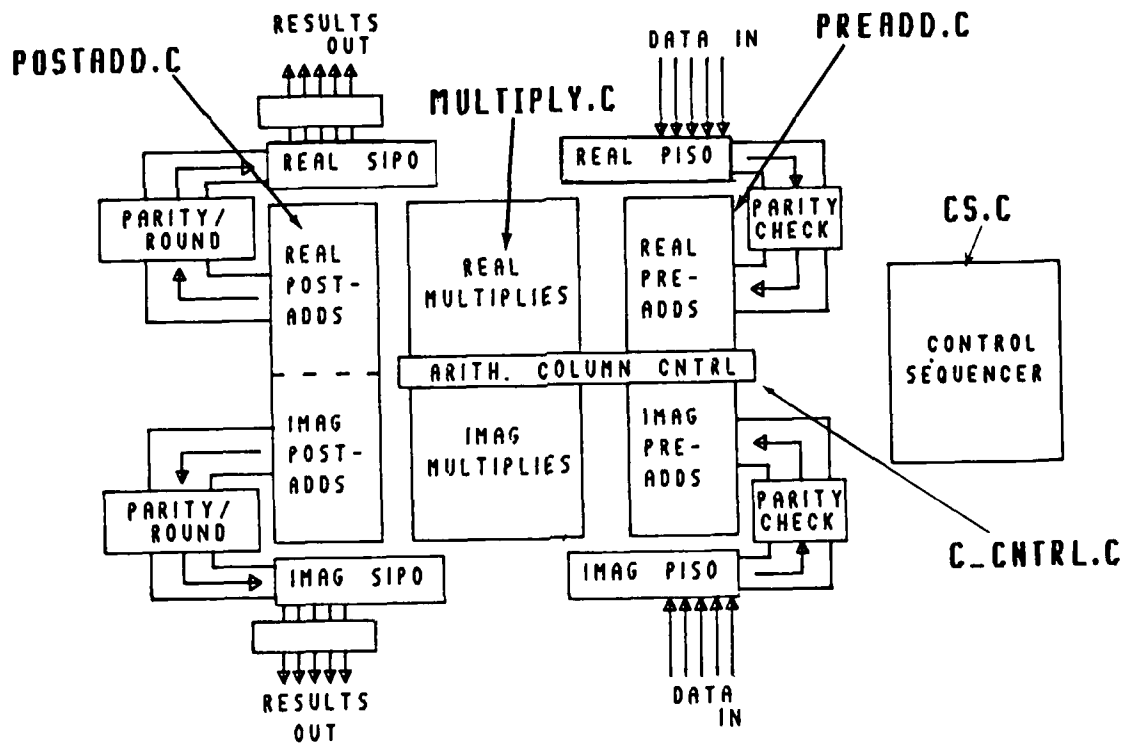 RESULTS
OUT
DATA IN
PREADD.C
POSTADD.C
MULTIPLY.C
REAL SIPO
REAL PISO
PARITY/
ROUND
REAL
POST-
ADDS
REAL
MULTIPLIES
REAL
PRE-
ADDS
PARITY
CHECK
CS.C
CONTROL
SEQUENCER
ARITH. COLUMN CNTRL
IMAG
POST-
ADDS
IMAG
MULTIPLIES
IMAG
PRE-
ADDS
PARITY/
ROUND
PARITY
CHECK
C_CNTRL.C
IMAG SIPO
IMAG PISO
RESULTS
OUT
DATA
IN